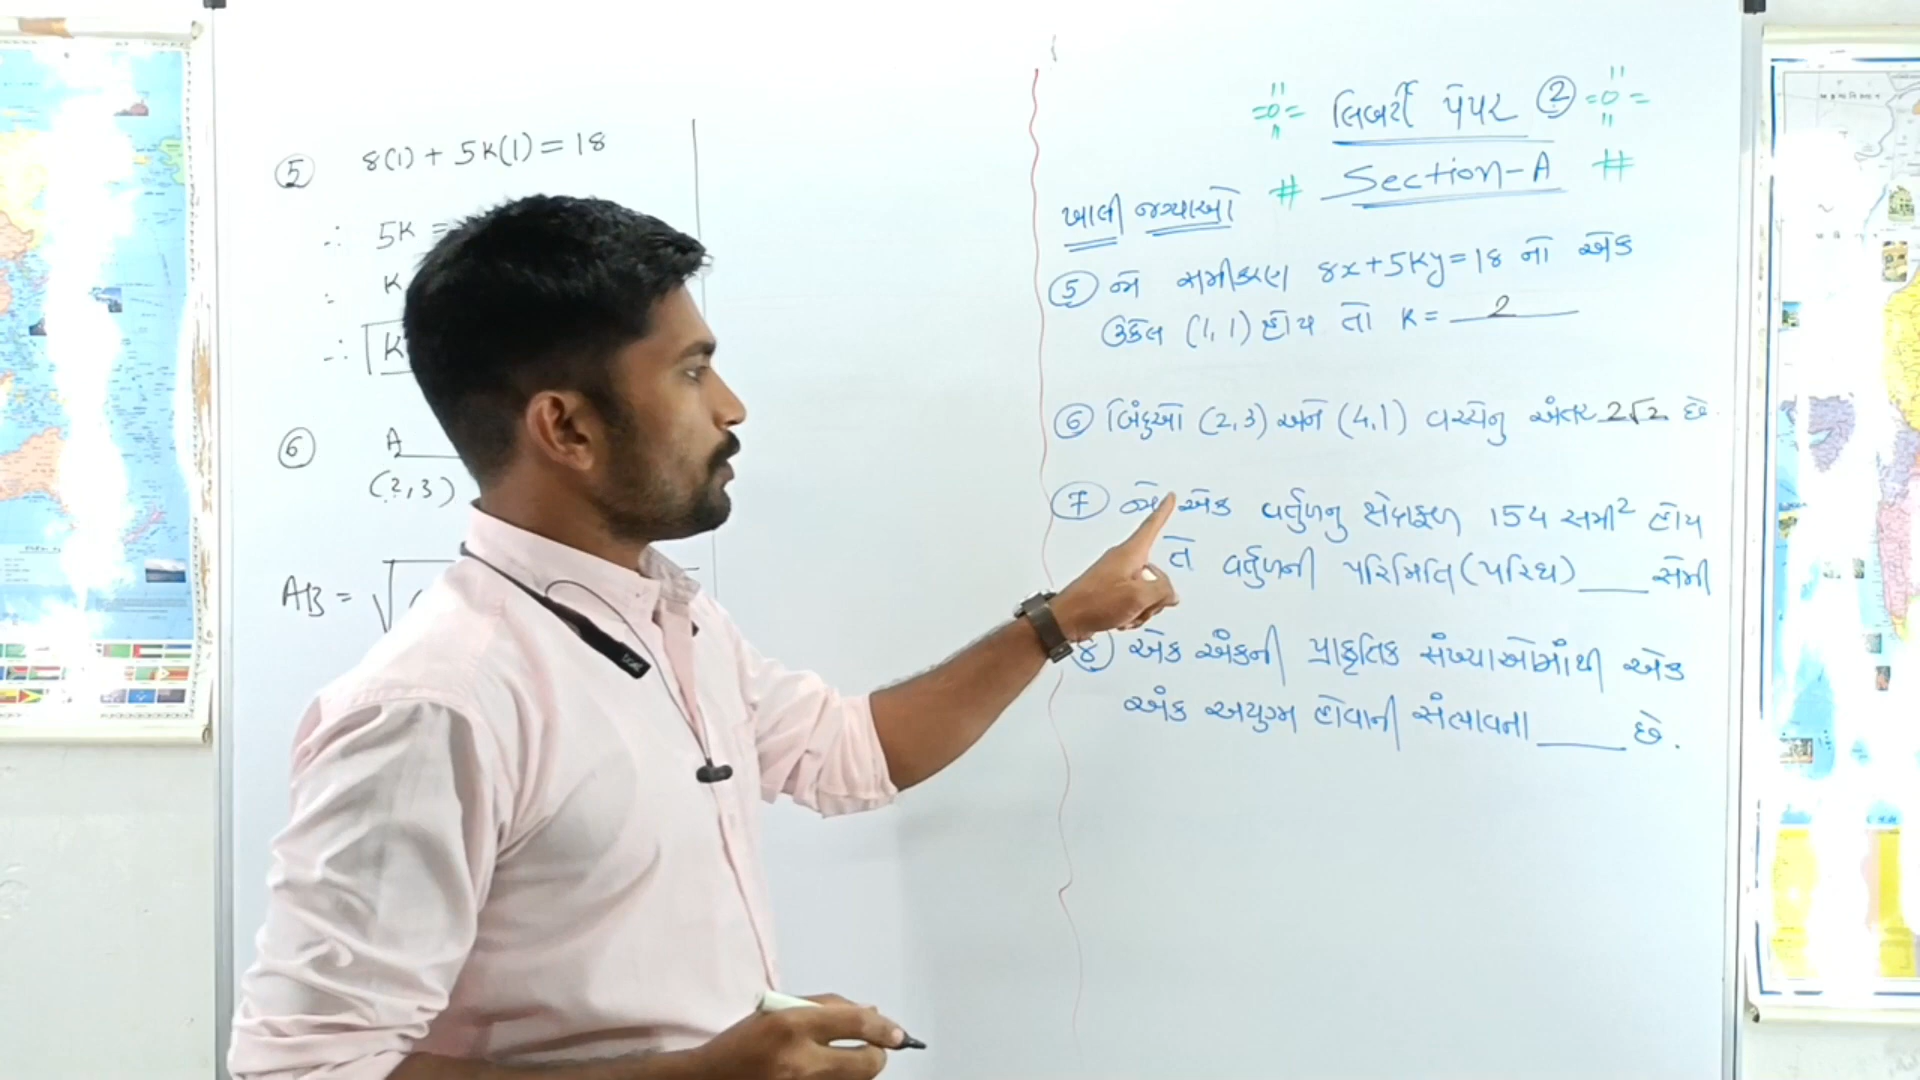 લિબર્ટી પેપર ②
Section-A
ખાલી જગ્યાઓ
⑤ જો સમીકરણ 8x+5Ky=18 નો એક
ઉકેલ (1,1) હોય તો K= 2
⑥ બિંદુઓ (2,3) અને (4,1) વચ્ચેનુ અંતર 2√2 છે
⑦ એક વર્તુળનુ ક્ષેત્રફળ 154 સેમી² હોય
તે વર્તુળની પરિમિતિ (પરિઘ) ___ સેમી
⑧ એક અંકની પ્રાકૃતિક સંખ્યાઓમાંથી એક
અંક અયુગ્મ હોવાની સંભાવના ____ છે.
⑤ 8(1) + 5K(1) = 18
∴ 5K =
K
∴ K
⑥ A
(2,3)
AB = √(